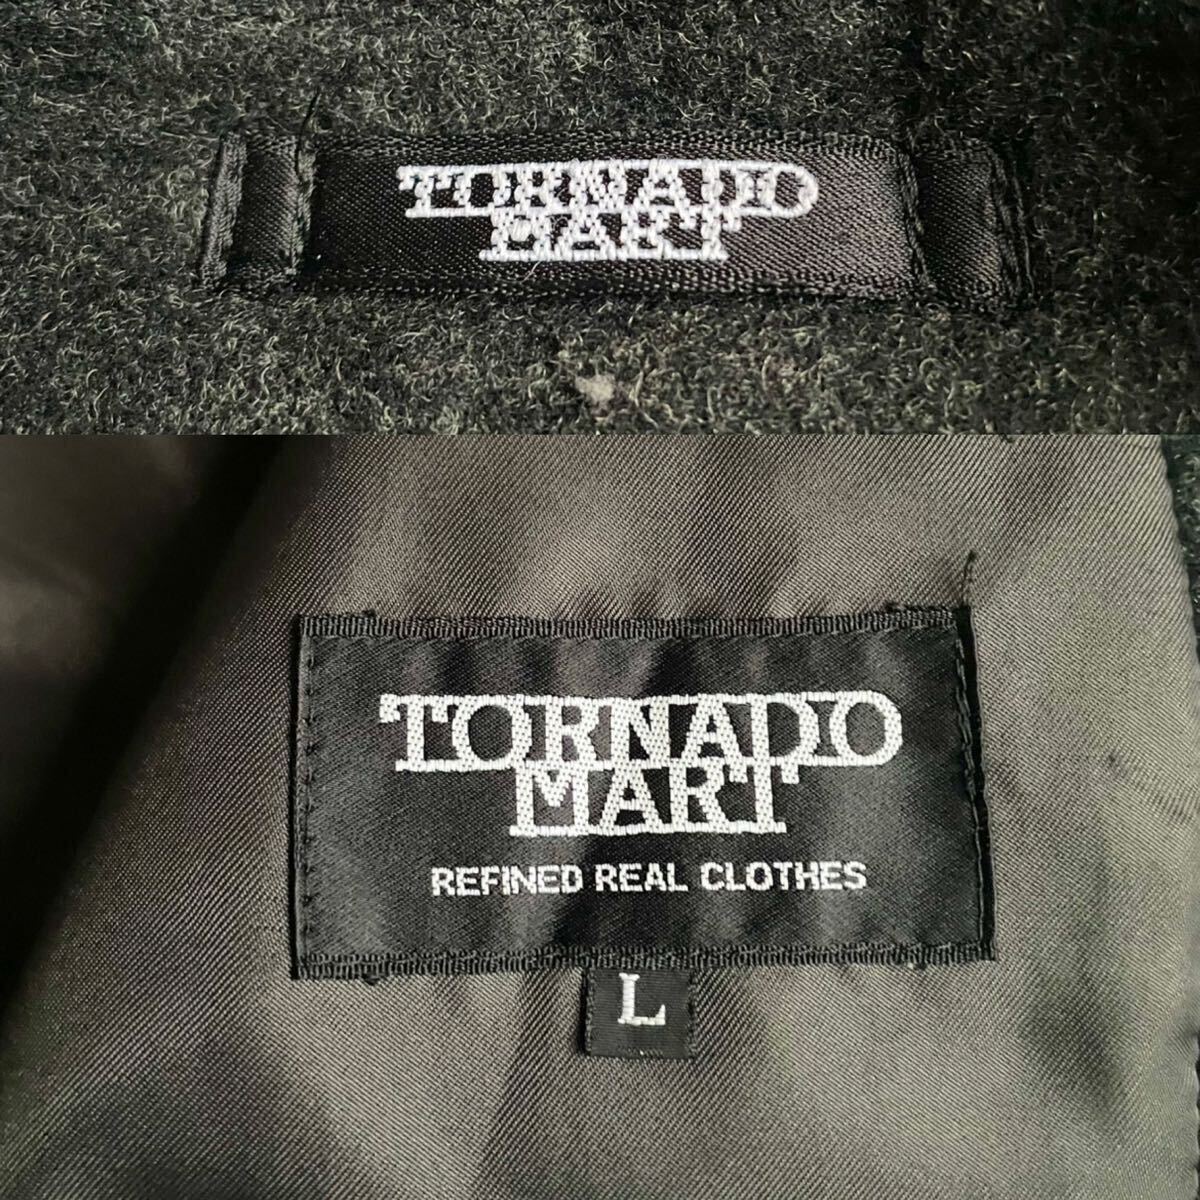 TORNADO
MART
TORNADO
MART
REFINED REAL CLOTHES
L